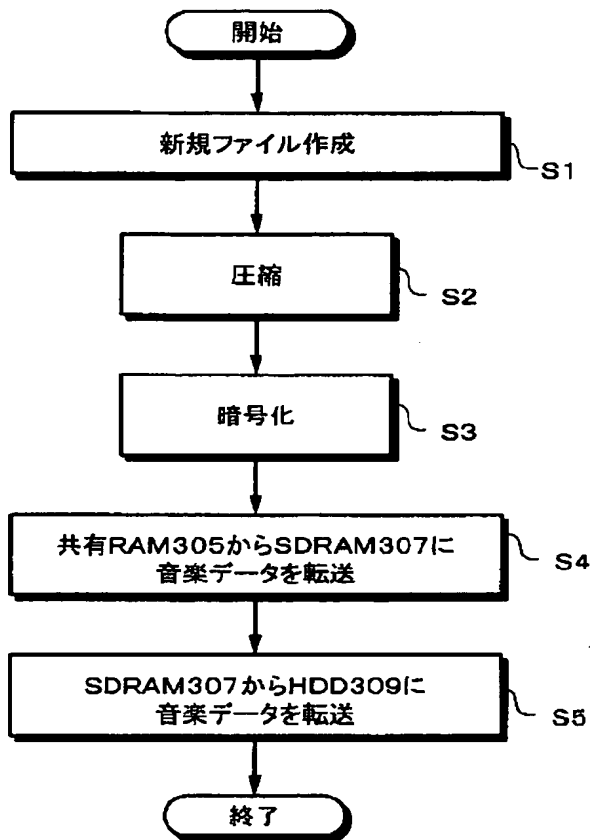 開始
新規ファイル作成
S1
圧縮
S2
暗号化
S3
共有RAM305からSDRAM307に
音楽データを転送
S4
SDRAM307からHDD309に
音楽データを転送
S5
終了